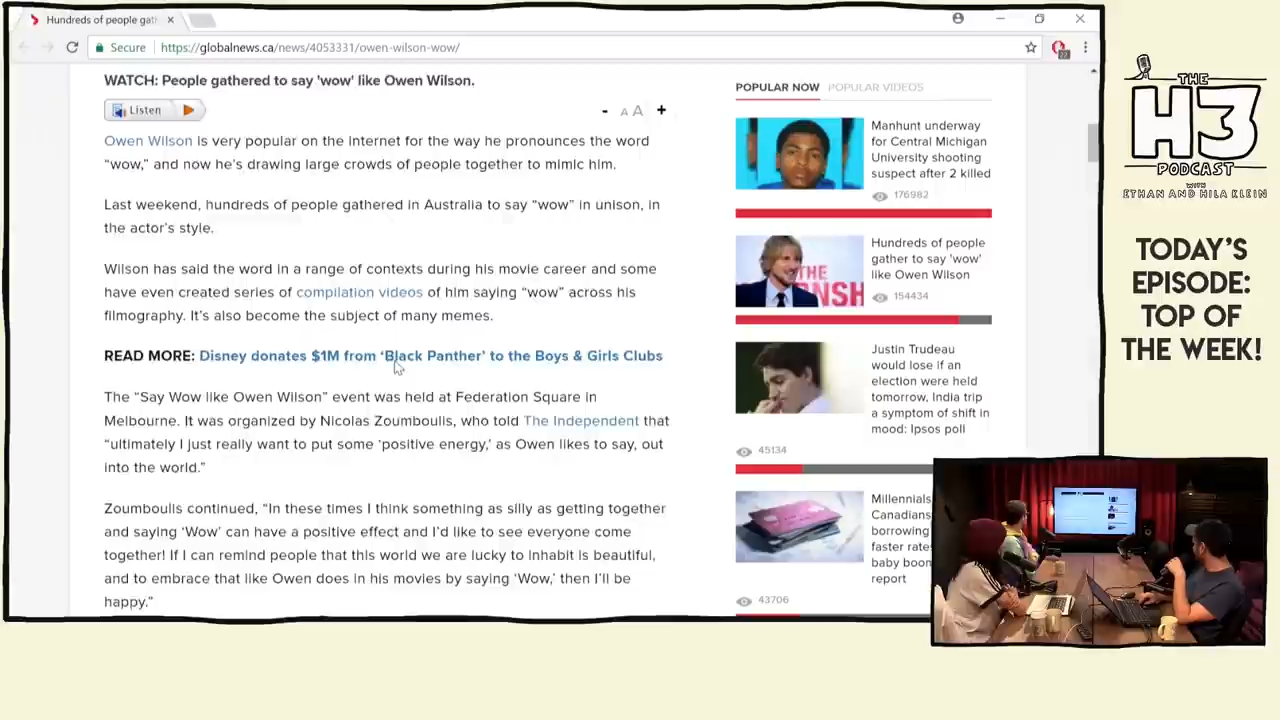 Hundreds of people gath
Secure
https://globalnews.ca/news/4053331/owen-wilson-wow/
WATCH: People gathered to say 'wow' like Owen Wilson.
Listen
- A A +
Owen Wilson is very popular on the Internet for the way he pronounces the word
“wow,” and now he’s drawing large crowds of people together to mimic him.
Last weekend, hundreds of people gathered in Australia to say “wow” in unison, in
the actor’s style.
Wilson has said the word in a range of contexts during his movie career and some
have even created series of compilation videos of him saying “wow” across his
filmography. It’s also become the subject of many memes.
READ MORE: Disney donates $1M from ‘Black Panther’ to the Boys & Girls Clubs
The “Say Wow like Owen Wilson” event was held at Federation Square in
Melbourne. It was organized by Nicolas Zoumboulis, who told The Independent that
“ultimately I just really want to put some ‘positive energy,’ as Owen likes to say, out
into the world.”
Zoumboulis continued, “In these times I think something as silly as getting together
and saying ‘Wow’ can have a positive effect and I’d like to see everyone come
together! If I can remind people that this world we are lucky to inhabit is beautiful,
and to embrace that like Owen does in his movies by saying ‘Wow,’ then I’ll be
happy.”
POPULAR NOW POPULAR VIDEOS
Manhunt underway
for Central Michigan
University shooting
suspect after 2 killed
176982
THE
RNSH
Hundreds of people
gather to say 'wow'
like Owen Wilson
154434
Justin Trudeau
would lose if an
election were held
tomorrow, India trip
a symptom of shift in
mood: Ipsos poll
45134
Millennials
Canadians
borrowing
faster rate
baby boon
report
43706
THE
H3
PODCAST
WITH
ETHAN AND HILA KLEIN
TODAY'S
EPISODE:
TOP OF
THE WEEK!